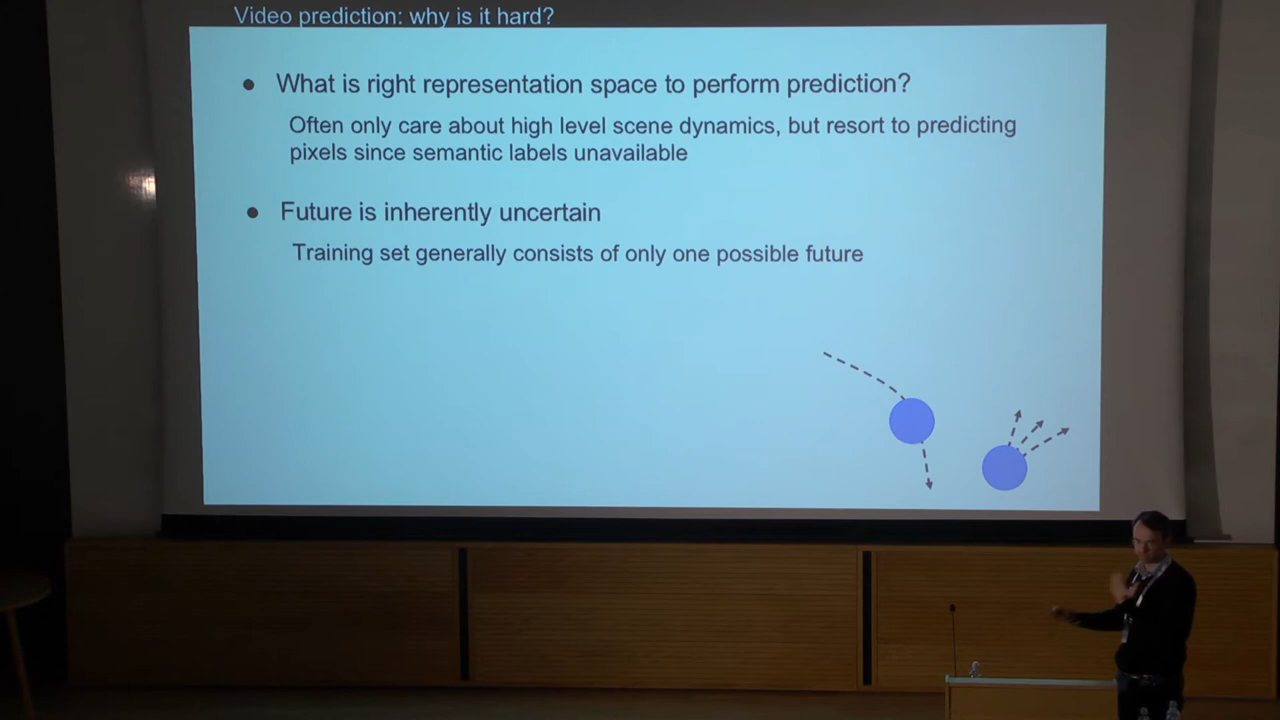 Video prediction: why is it hard?
● What is right representation space to perform prediction?
Often only care about high level scene dynamics, but resort to predicting
pixels since semantic labels unavailable
● Future is inherently uncertain
Training set generally consists of only one possible future